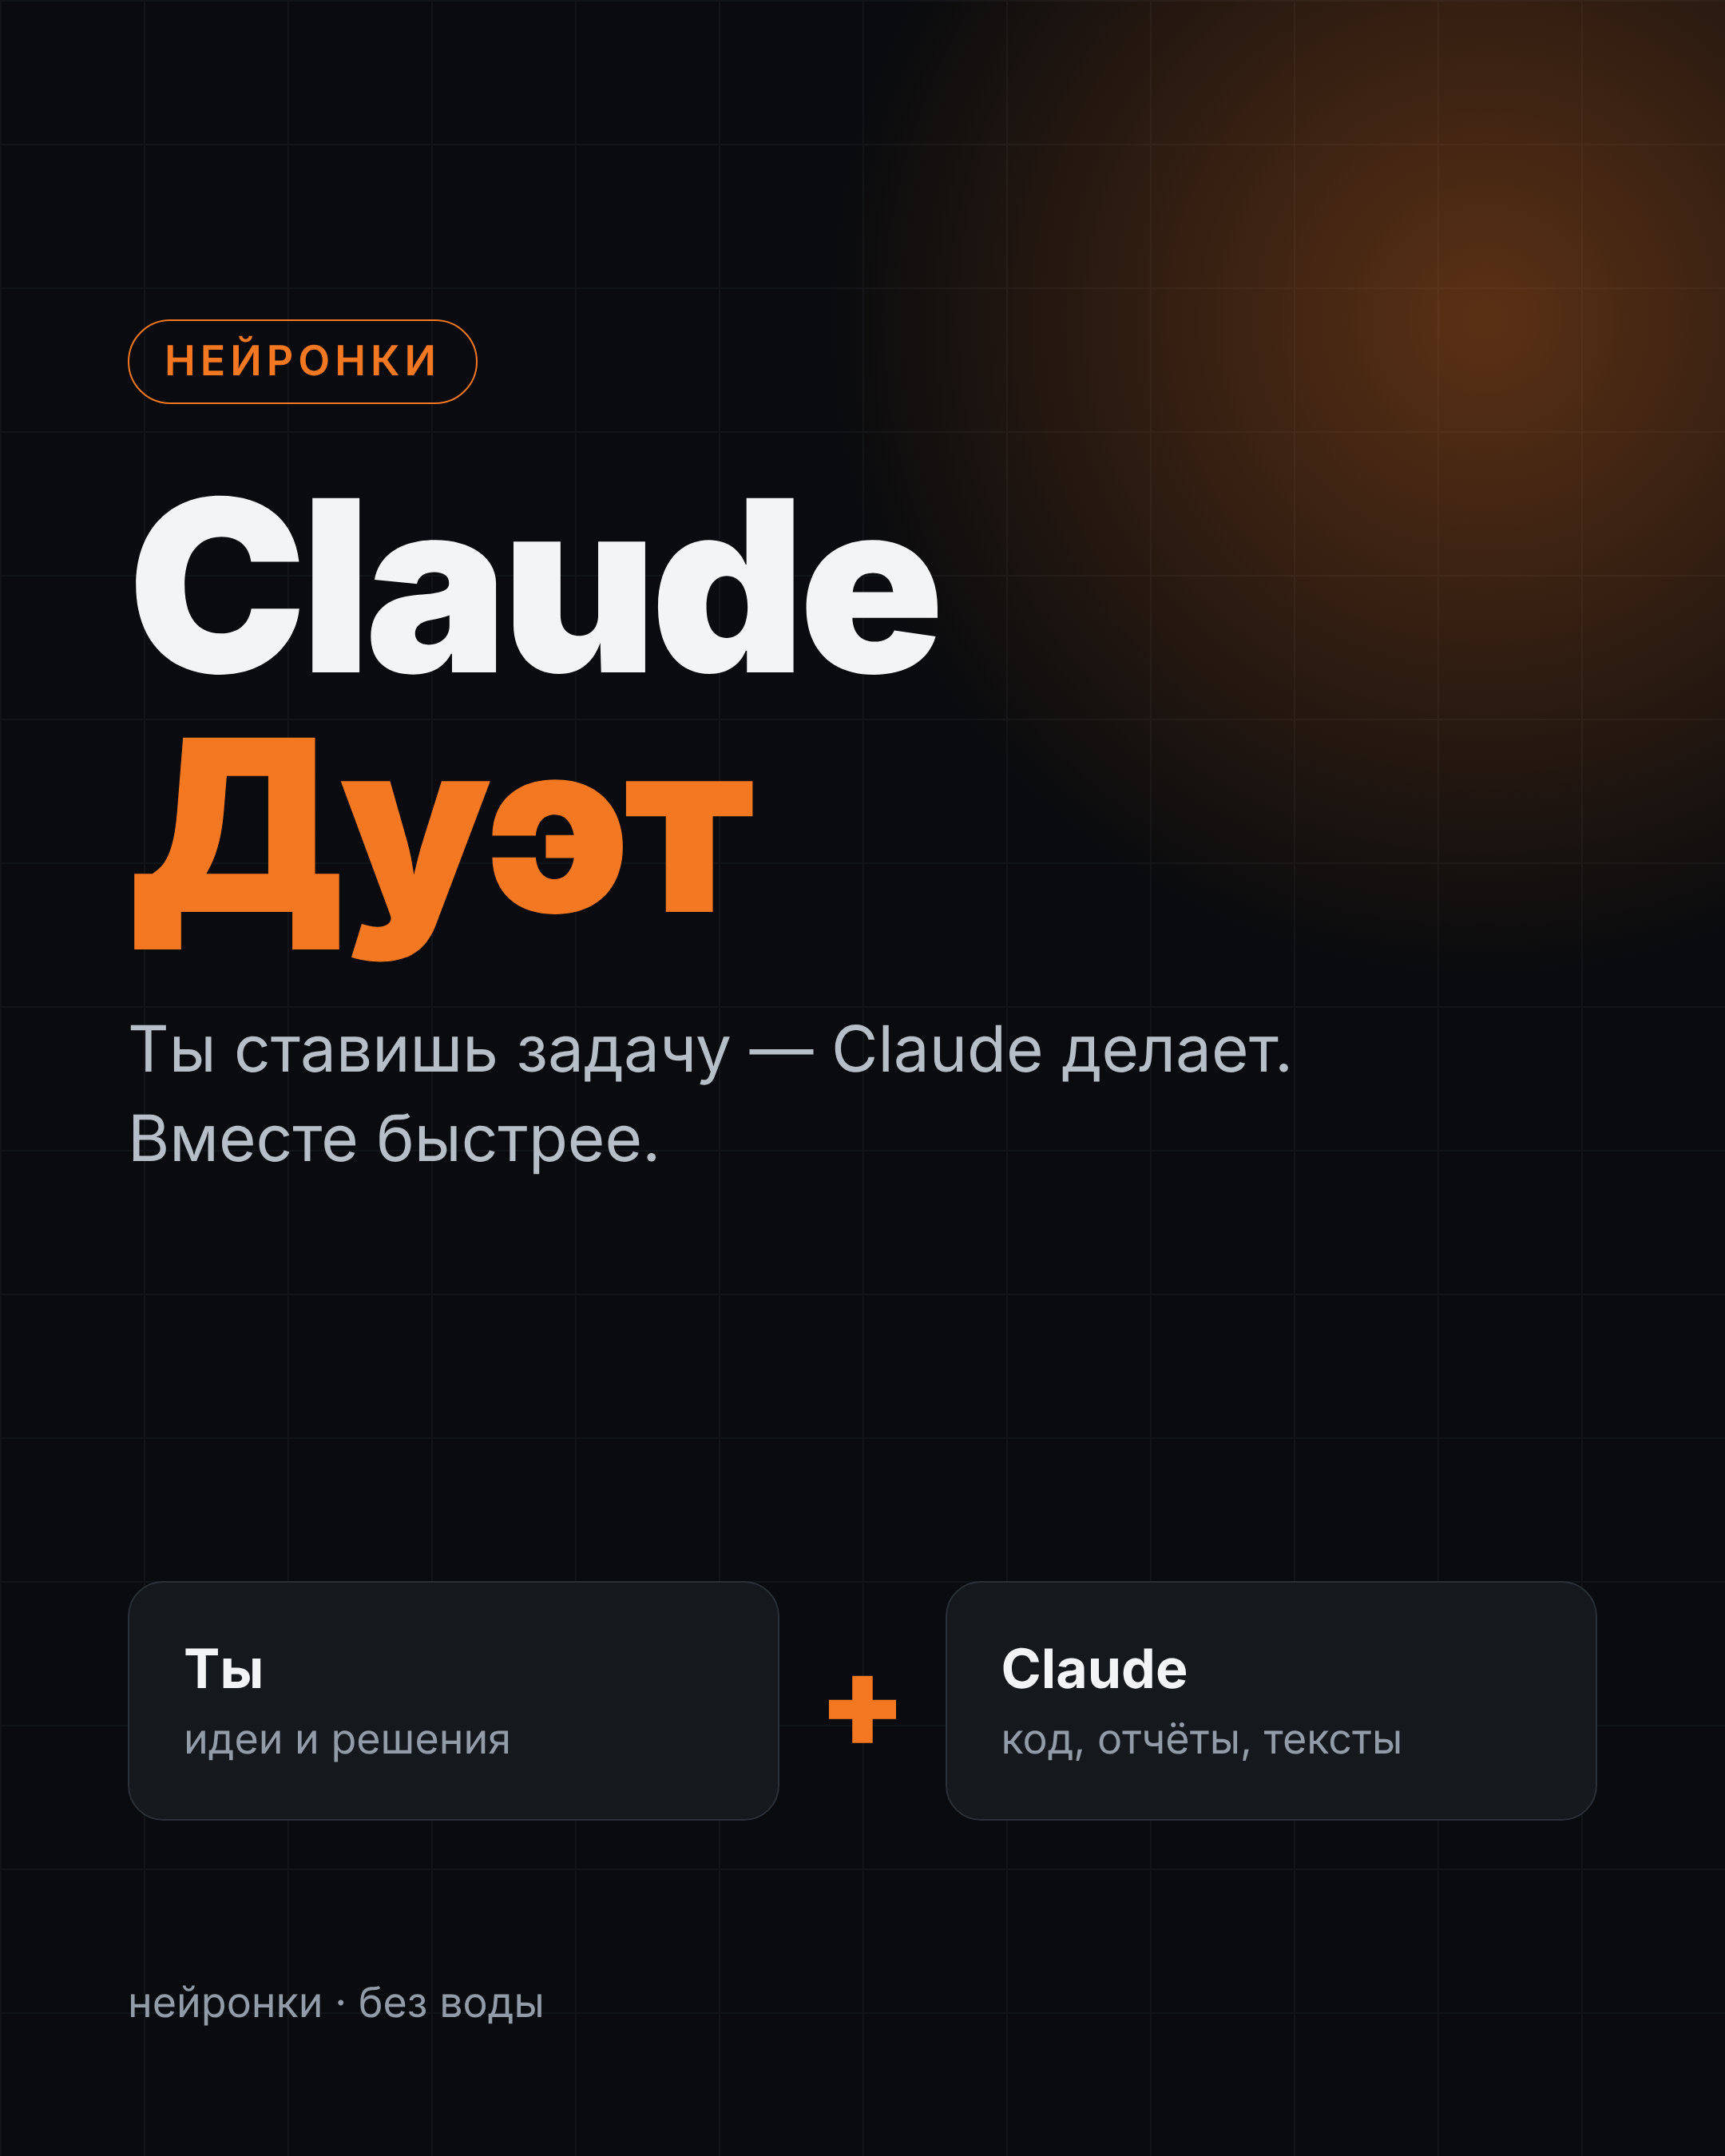 НЕЙРОНКИ
Claude
Дуэт
Ты ставишь задачу — Claude делает.
Вместе быстрее.
Ты
идеи и решения
+
Claude
код, отчёты, тексты
нейронки · без воды